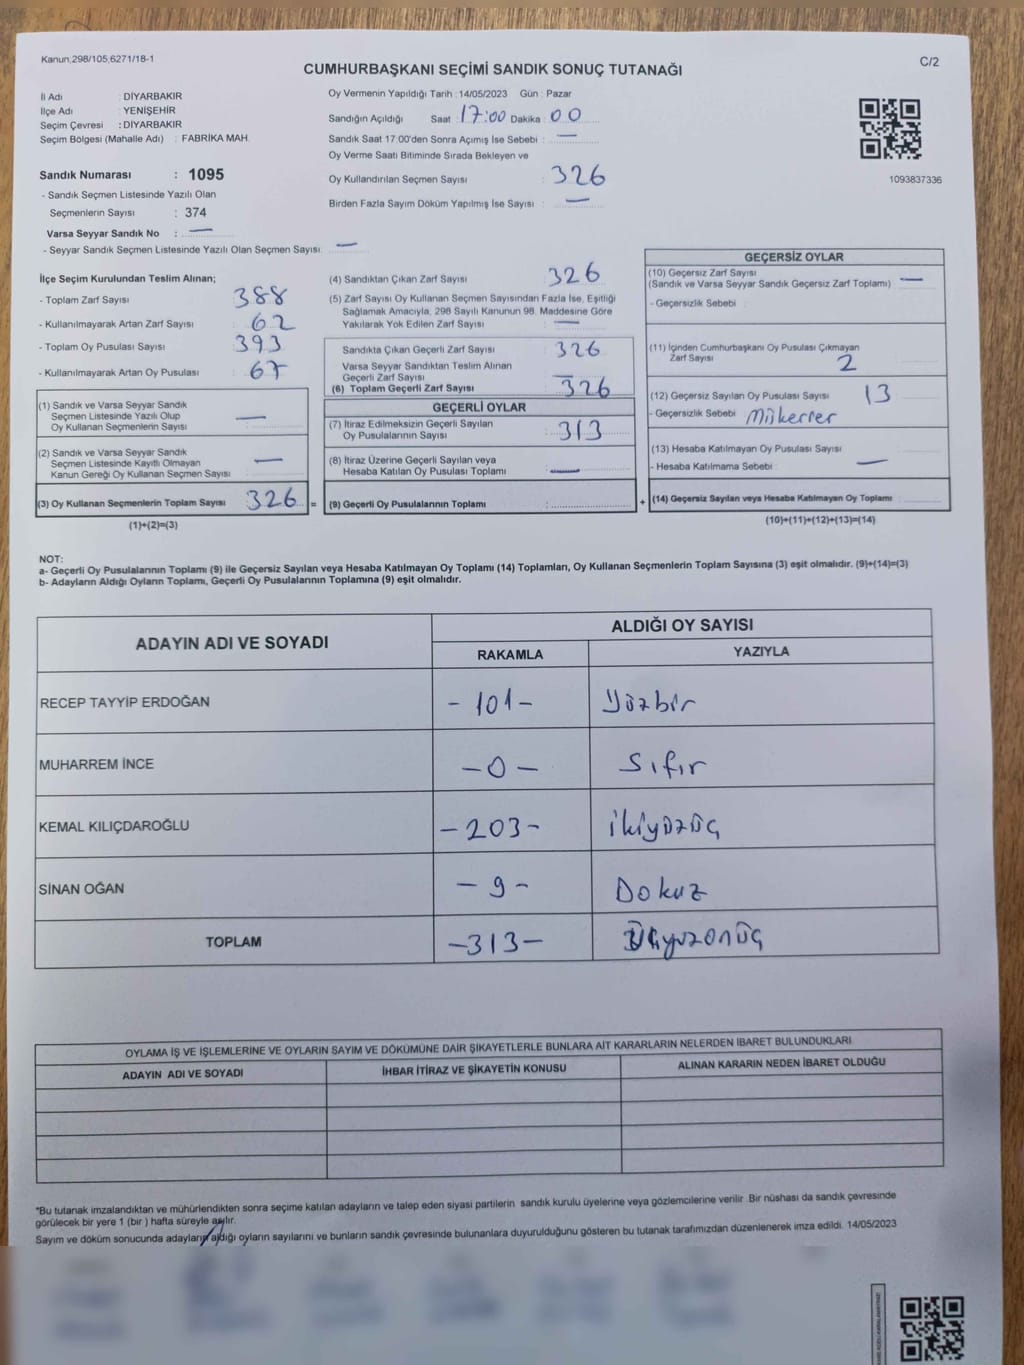 Kanun;298/105,6271/18-1
C/2
CUMHURBAŞKANI SEÇİMİ SANDIK SONUÇ TUTANAĞI
İl Adı : DİYARBAKIR
İlçe Adı : YENİŞEHİR
Seçim Çevresi : DİYARBAKIR
Seçim Bölgesi (Mahalle Adı) : FABRİKA MAH.
Sandık Numarası : 1095
- Sandık Seçmen Listesinde Yazılı Olan
Seçmenlerin Sayısı : 374
Varsa Seyyar Sandık No : —
- Seyyar Sandık Seçmen Listesinde Yazılı Olan Seçmen Sayısı: —
Oy Vermenin Yapıldığı Tarih : 14/05/2023 Gün : Pazar
Sandığın Açıldığı Saat : 17:00 Dakika : 00
Sandık Saat 17:00'den Sonra Açımış İse Sebebi : —
Oy Verme Saati Bitiminde Sırada Bekleyen ve
Oy Kullandırılan Seçmen Sayısı : 326
Birden Fazla Sayım Döküm Yapılmış İse Sayısı : —
1093837336
İlçe Seçim Kurulundan Teslim Alınan;
- Toplam Zarf Sayısı : 388
- Kullanılmayarak Artan Zarf Sayısı : 62
- Toplam Oy Pusulası Sayısı : 393
- Kullanılmayarak Artan Oy Pusulası : 67
(1) Sandık ve Varsa Seyyar Sandık
Seçmen Listesinde Yazılı Olup
Oy Kullanan Seçmenlerin Sayısı : —
(2) Sandık ve Varsa Seyyar Sandık
Seçmen Listesinde Kayıtlı Olmayan
Kanun Gereği Oy Kullanan Seçmen Sayısı : —
(3) Oy Kullanan Seçmenlerin Toplam Sayısı : 326 =
(1)+(2)=(3)
(4) Sandıktan Çıkan Zarf Sayısı : 326
(5) Zarf Sayısı Oy Kullanan Seçmen Sayısından Fazla İse, Eşitliği
Sağlamak Amacıyla, 298 Sayılı Kanunun 98. Maddesine Göre
Yakılarak Yok Edilen Zarf Sayısı : —
Sandıkta Çıkan Geçerli Zarf Sayısı : 326
Varsa Seyyar Sandıktan Teslim Alınan
Geçerli Zarf Sayısı : —
(6) Toplam Geçerli Zarf Sayısı : 326
GEÇERLİ OYLAR
(7) İtiraz Edilmeksizin Geçerli Sayılan
Oy Pusulalarının Sayısı : 313
(8) İtiraz Üzerine Geçerli Sayılan veya
Hesaba Katılan Oy Pusulası Toplamı : —
(9) Geçerli Oy Pusulalarının Toplamı : +
GEÇERSİZ OYLAR
(10) Geçersiz Zarf Sayısı
(Sandık ve Varsa Seyyar Sandık Geçersiz Zarf Toplamı) : —
- Geçersizlik Sebebi :
(11) İçinden Cumhurbaşkanı Oy Pusulası Çıkmayan
Zarf Sayısı : 2
(12) Geçersiz Sayılan Oy Pusulası Sayısı : 13
- Geçersizlik Sebebi : Mükerrer
(13) Hesaba Katılmayan Oy Pusulası Sayısı : —
- Hesaba Katılmama Sebebi :
(14) Geçersiz Sayılan veya Hesaba Katılmayan Oy Toplamı :
(10)+(11)+(12)+(13)=(14)
NOT:
a- Geçerli Oy Pusulalarının Toplamı (9) ile Geçersiz Sayılan veya Hesaba Katılmayan Oy Toplamı (14) Toplamları, Oy Kullanan Seçmenlerin Toplam Sayısına (3) eşit olmalıdır. (9)+(14)=(3)
b- Adayların Aldığı Oyların Toplamı, Geçerli Oy Pusulalarının Toplamına (9) eşit olmalıdır.
ADAYIN ADI VE SOYADI
ALDIĞI OY SAYISI
RAKAMLA YAZIYLA
RECEP TAYYİP ERDOĞAN - 101 - Yüzbir
MUHARREM İNCE - 0 - Sıfır
KEMAL KILIÇDAROĞLU - 203 - ikiyüzüç
SİNAN OĞAN - 9 - Dokuz
TOPLAM - 313 - Üçyuzonüç
OYLAMA İŞ VE İŞLEMLERİNE VE OYLARIN SAYIM VE DÖKÜMÜNE DAİR ŞİKAYETLERLE BUNLARA AİT KARARLARIN NELERDEN İBARET BULUNDUKLARI
ADAYIN ADI VE SOYADI İHBAR İTİRAZ VE ŞİKAYETİN KONUSU ALINAN KARARIN NEDEN İBARET OLDUĞU
*Bu tutanak imzalandıktan ve mühürlendikten sonra seçime katılan adayların ve talep eden siyasi partilerin sandık kurulu üyelerine veya gözlemcilerine verilir. Bir nüshası da sandık çevresinde
görülecek bir yere 1 (bir ) hafta süreyle asılır.
Sayım ve döküm sonucunda adayların aldığı oyların sayılarını ve bunların sandık çevresinde bulunanlara duyurulduğunu gösteren bu tutanak tarafımızdan düzenlenerek imza edildi. 14/05/2023